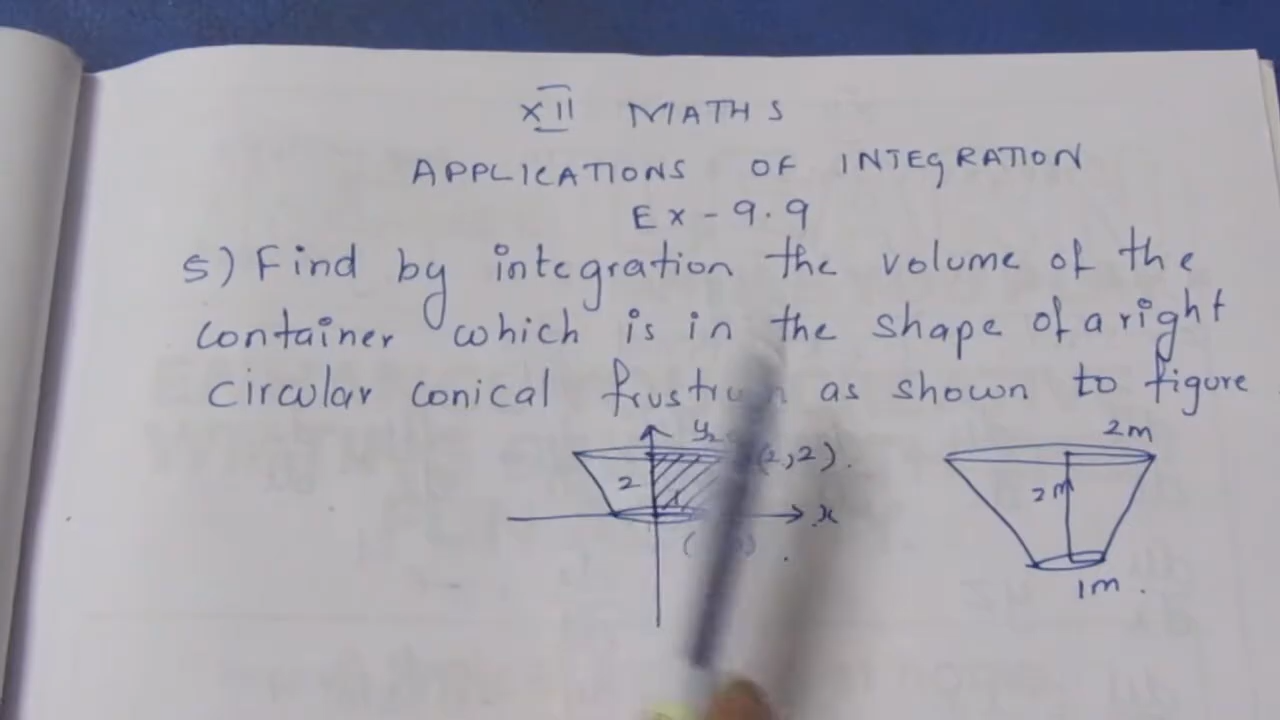 XII MATHS
APPLICATIONS OF INTEGRATION
Ex - 9.9
5) Find by integration the volume of the
container which is in the shape of a right
circular conical as shown to figure
y 2m
2 (2,2).
2m
x
1m.